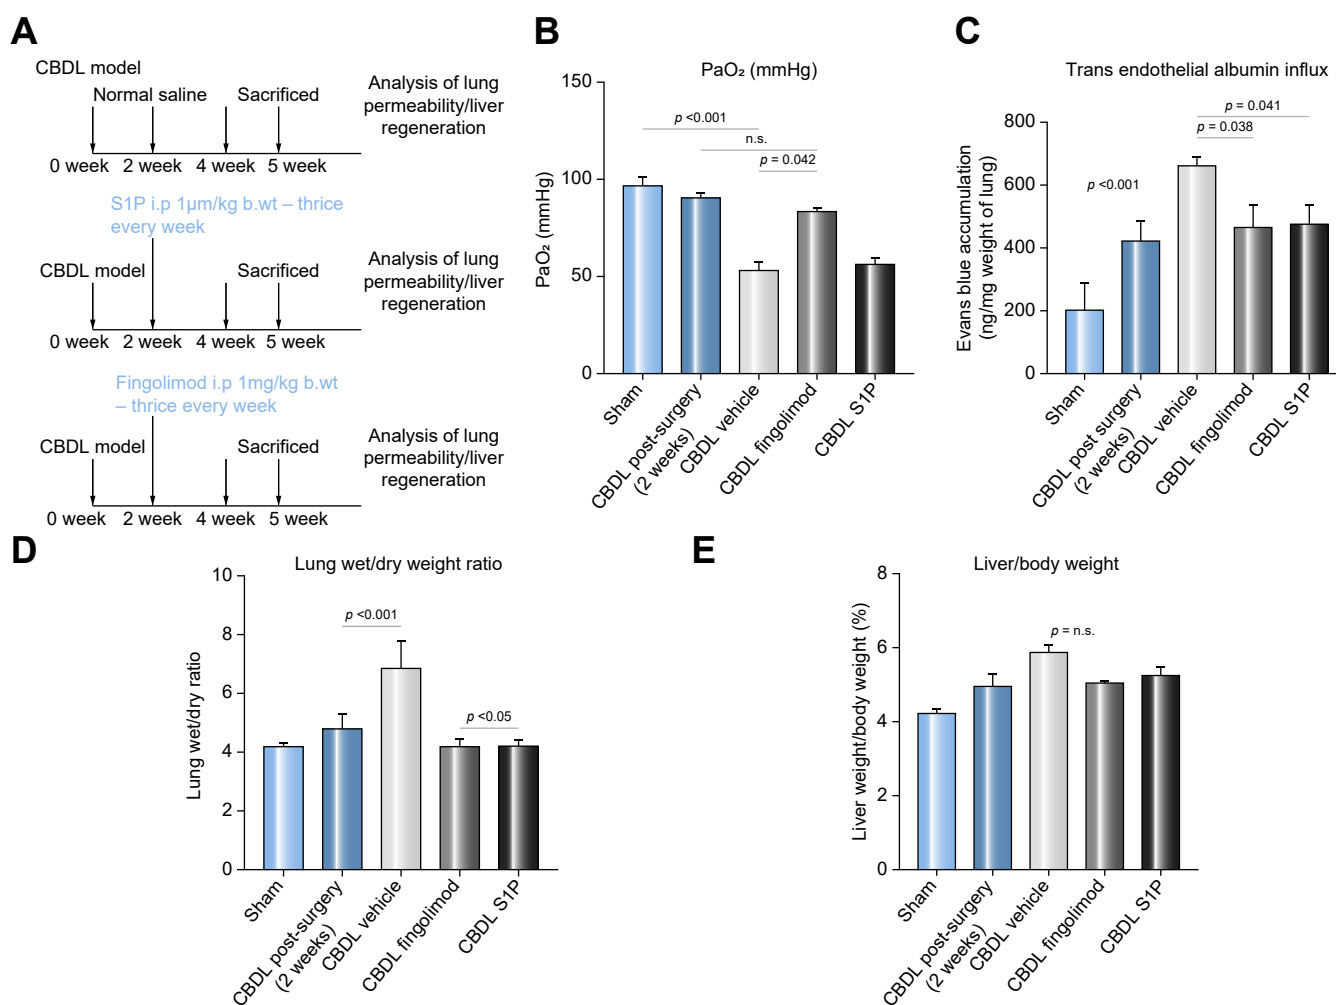 A
CBDL model
Normal saline
Sacrificed
Analysis of lung
permeability/liver
regeneration
0 week
2 week
4 week
5 week
S1P i.p 1µm/kg b.wt – thrice
every week
CBDL model
Sacrificed
Analysis of lung
permeability/liver
regeneration
0 week
2 week
4 week
5 week
Fingolimod i.p 1mg/kg b.wt
– thrice every week
CBDL model
Sacrificed
Analysis of lung
permeability/liver
regeneration
0 week
2 week
4 week
5 week
B
PaO₂ (mmHg)
PaO₂ (mmHg)
150
100
50
0
p <0.001
n.s.
p = 0.042
Sham
CBDL post-surgery
(2 weeks)
CBDL vehicle
CBDL fingolimod
CBDL S1P
C
Trans endothelial albumin influx
Evans blue accumulation
(ng/mg weight of lung)
800
600
400
200
0
p = 0.041
p = 0.038
p <0.001
Sham
CBDL post surgery
(2 weeks)
CBDL vehicle
CBDL fingolimod
CBDL S1P
D
Lung wet/dry weight ratio
Lung wet/dry ratio
10
8
6
4
2
0
p <0.001
p <0.05
Sham
CBDL post-surgery
(2 weeks)
CBDL vehicle
CBDL fingolimod
CBDL S1P
E
Liver/body weight
Liver weight/body weight (%)
8
6
4
2
0
p = n.s.
Sham
CBDL post-surgery
(2 weeks)
CBDL vehicle
CBDL fingolimod
CBDL S1P